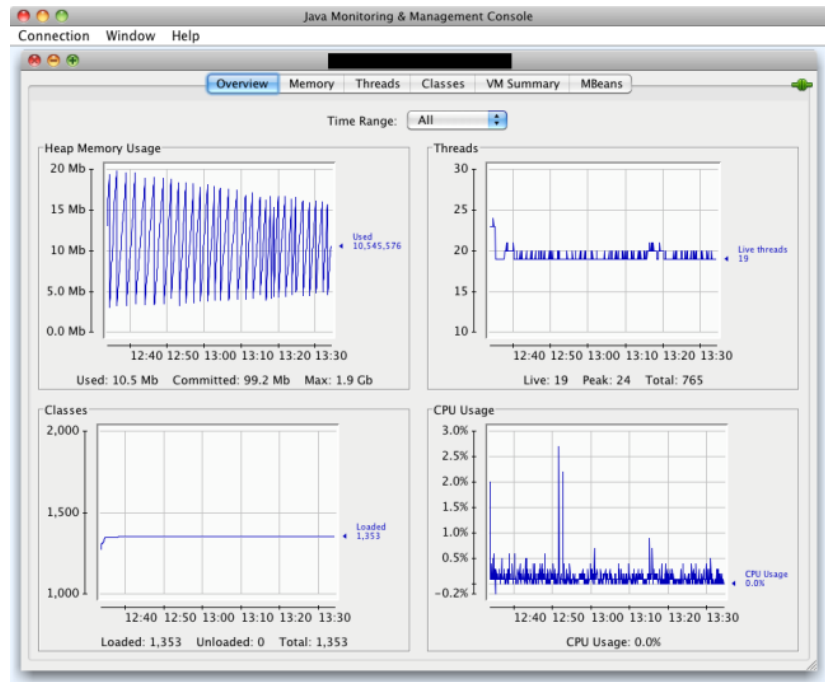 Java Monitoring & Management Console
Connection Window Help
Overview Memory Threads Classes VM Summary MBeans
Time Range: All
Heap Memory Usage
20 Mb
15 Mb
10 Mb
5.0 Mb
0.0 Mb
Used
10,545,576
12:40 12:50 13:00 13:10 13:20 13:30
Used: 10.5 Mb Committed: 99.2 Mb Max: 1.9 Gb
Threads
30
25
20
15
10
Live threads
19
12:40 12:50 13:00 13:10 13:20 13:30
Live: 19 Peak: 24 Total: 765
Classes
2,000
1,500
1,000
Loaded
1,353
12:40 12:50 13:00 13:10 13:20 13:30
Loaded: 1,353 Unloaded: 0 Total: 1,353
CPU Usage
3.0%
2.5%
2.0%
1.5%
1.0%
0.5%
-0.2%
CPU Usage
0.0%
12:40 12:50 13:00 13:10 13:20 13:30
CPU Usage: 0.0%